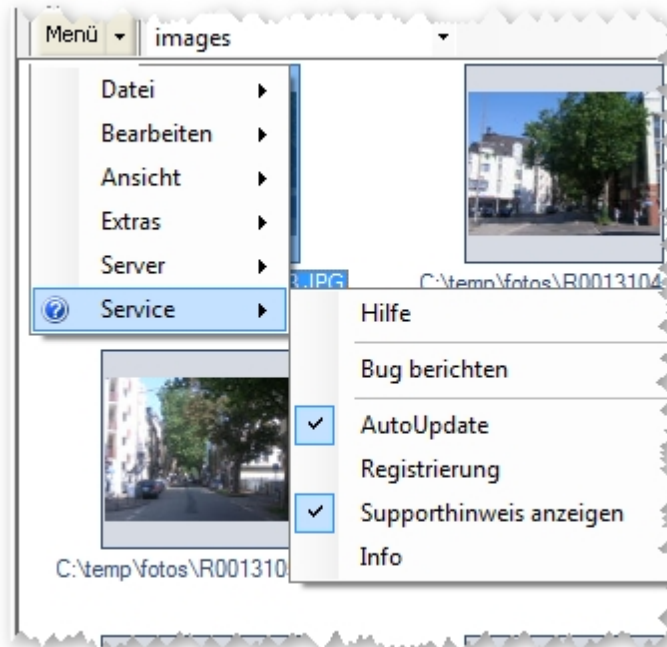 Menü images
Datei
Bearbeiten
Ansicht
Extras
Server
.JPG C:\temp\fotos\R0013104
Service
Hilfe
Bug berichten
AutoUpdate
Registrierung
Supporthinweis anzeigen
Info
C:\temp\fotos\R001310